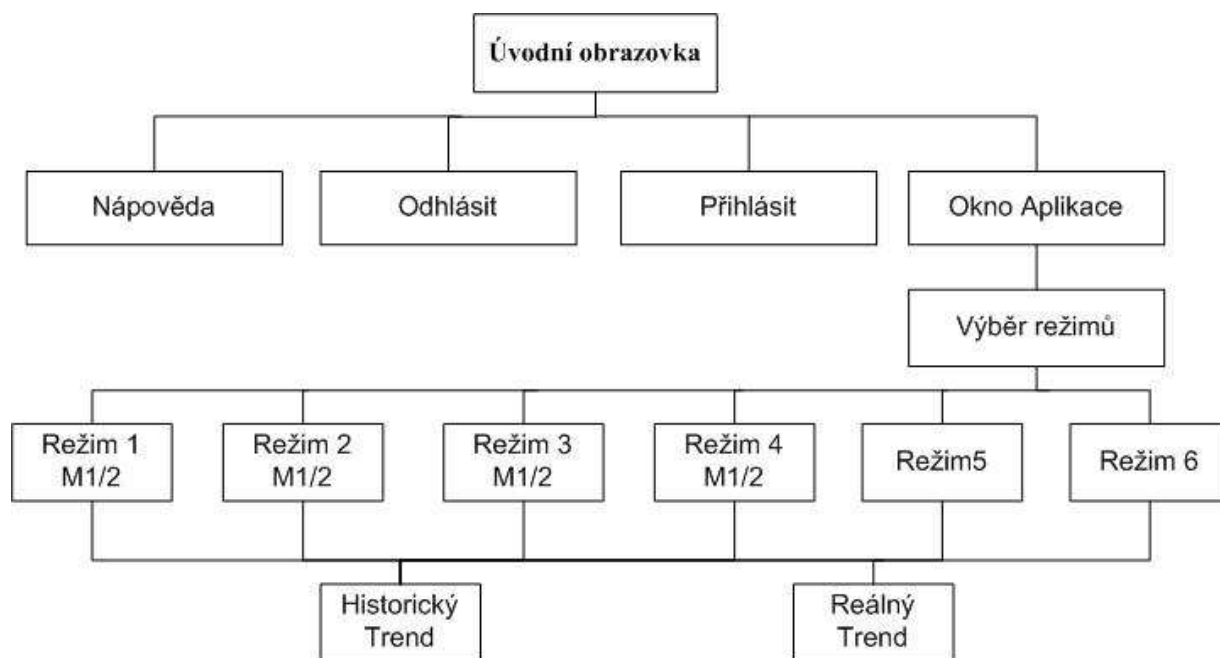 Úvodní obrazovka
Nápověda
Odhlásit
Přihlásit
Okno Aplikace
Výběr režimů
Režim 1
M1/2
Režim 2
M1/2
Režim 3
M1/2
Režim 4
M1/2
Režim5
Režim 6
Historický
Trend
Reálný
Trend